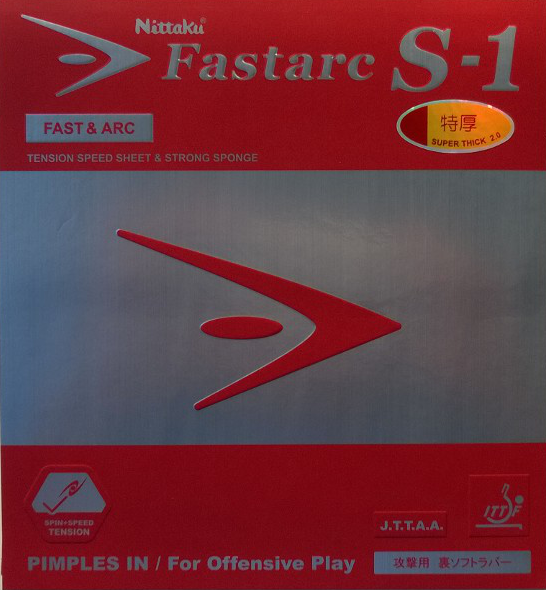 Nittaku®
Fastarc S-1
FAST & ARC
特厚
SUPER THICK 2.0
TENSION SPEED SHEET & STRONG SPONGE
SPIN+SPEED
TENSION
J.T.T.A.A.
ITTF
PIMPLES IN / For Offensive Play
攻撃用 裏ソフトラバー